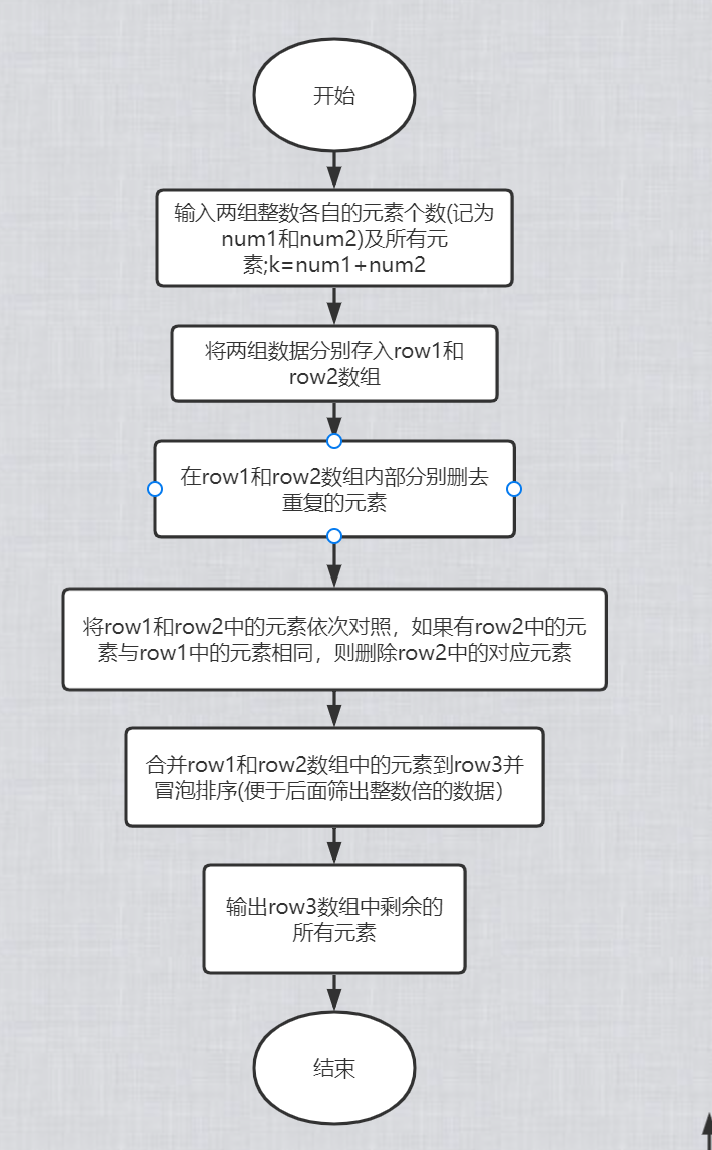 开始
输入两组整数各自的元素个数(记为
num1和num2)及所有元
素;k=num1+num2
将两组数据分别存入row1和
row2数组
在row1和row2数组内部分别删去
重复的元素
将row1和row2中的元素依次对照，如果有row2中的元
素与row1中的元素相同，则删除row2中的对应元素
合并row1和row2数组中的元素到row3并
冒泡排序(便于后面筛出整数倍的数据）
输出row3数组中剩余的
所有元素
结束